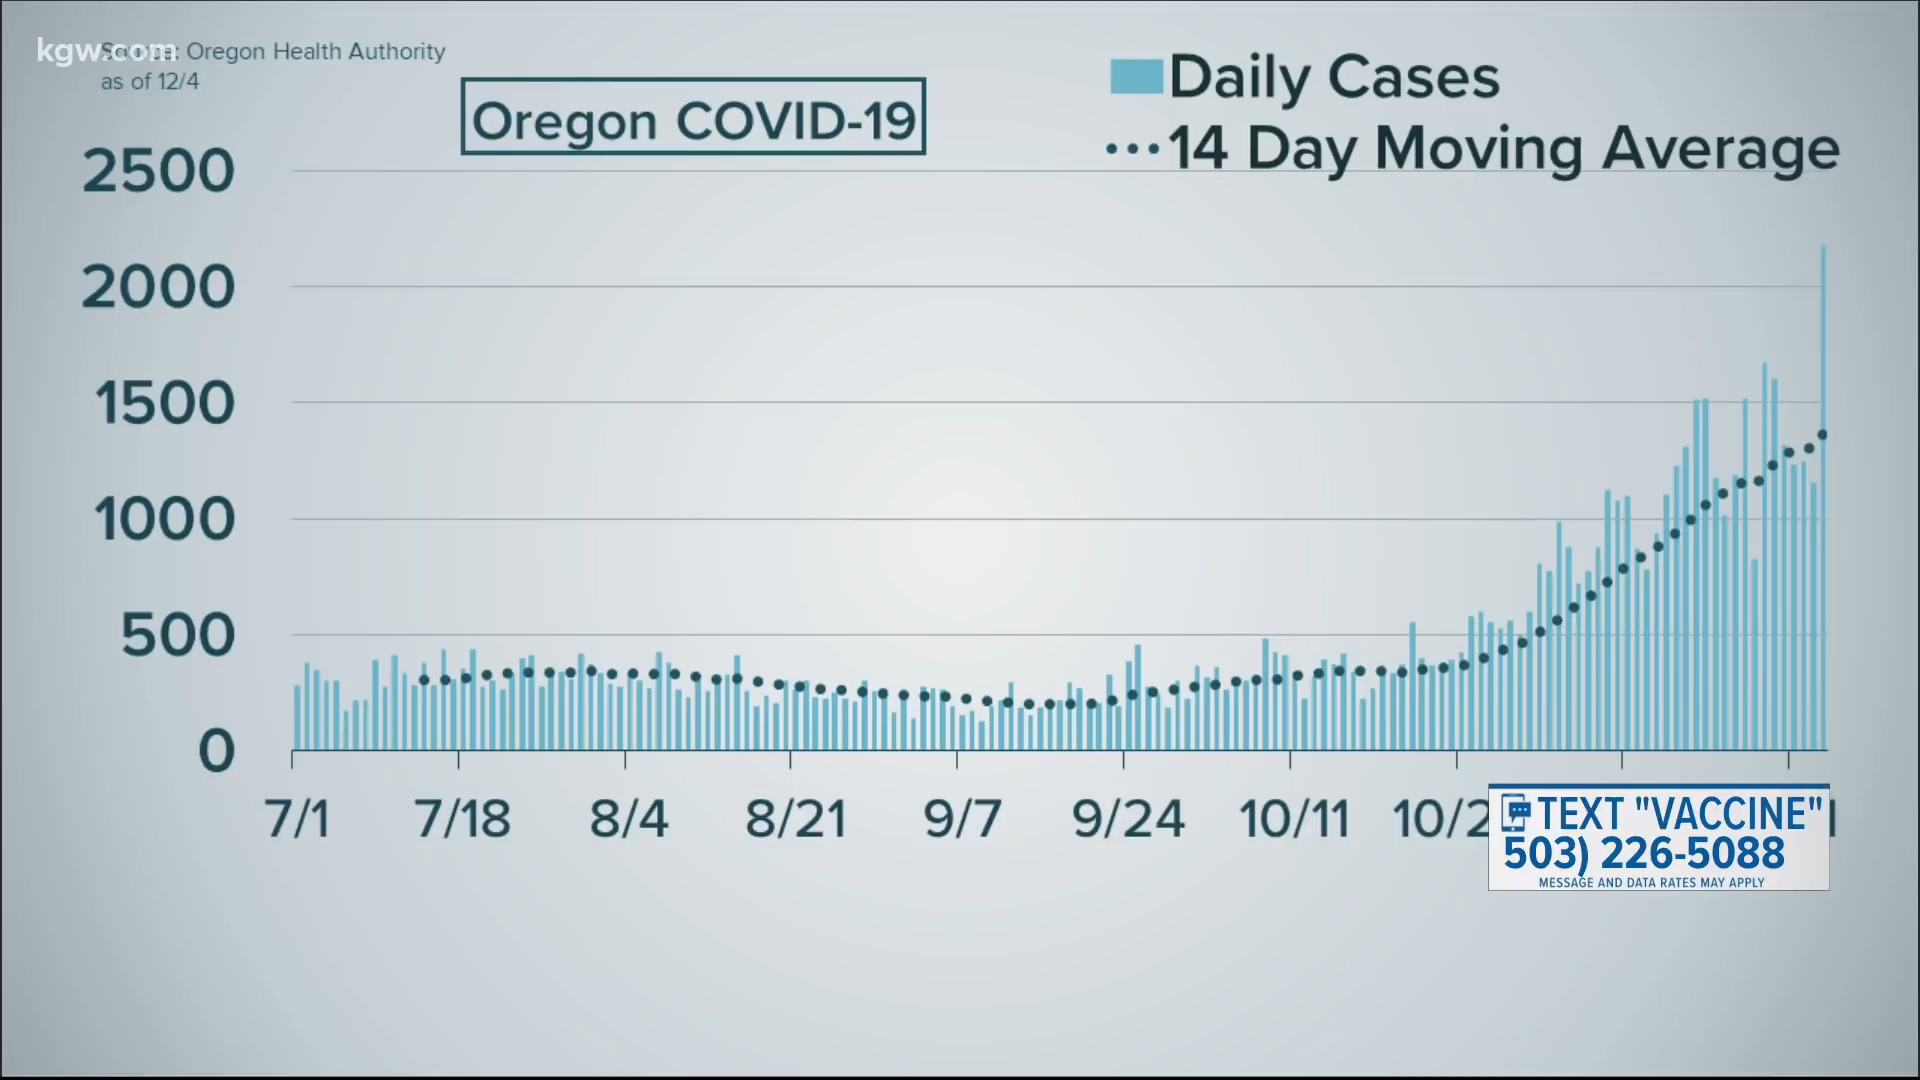 kgw.com
Oregon Health Authority
as of 12/4
Oregon COVID-19
Daily Cases
14 Day Moving Average
2500
2000
1500
1000
500
0
7/1 7/18 8/4 8/21 9/7 9/24 10/11
TEXT "VACCINE"
503) 226-5088
MESSAGE AND DATA RATES MAY APPLY